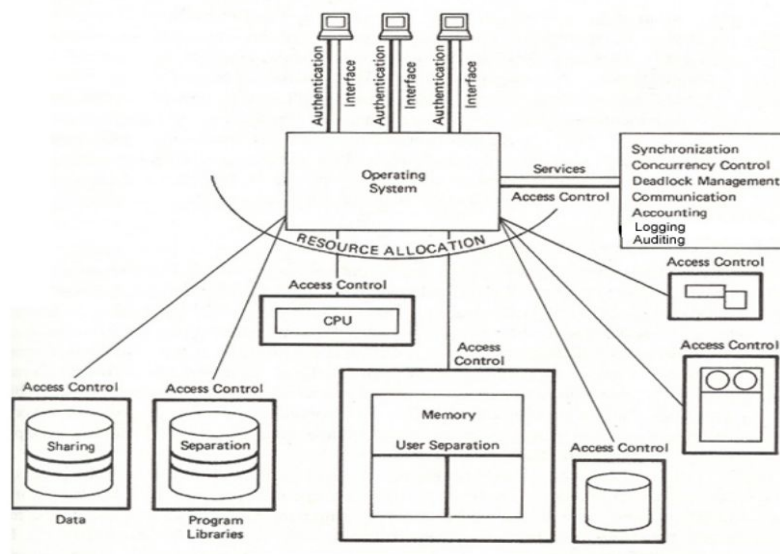 Authentication
Interface
Authentication
Interface
Authentication
Interface
Operating
System
Services
Access Control
Synchronization
Concurrency Control
Deadlock Management
Communication
Accounting
Logging
Auditing
RESOURCE ALLOCATION
Access Control
CPU
Access Control
Access
Control
Access Control
Access Control
Access Control
Memory
User Separation
Access Control
Sharing
Separation
Data
Program
Libraries